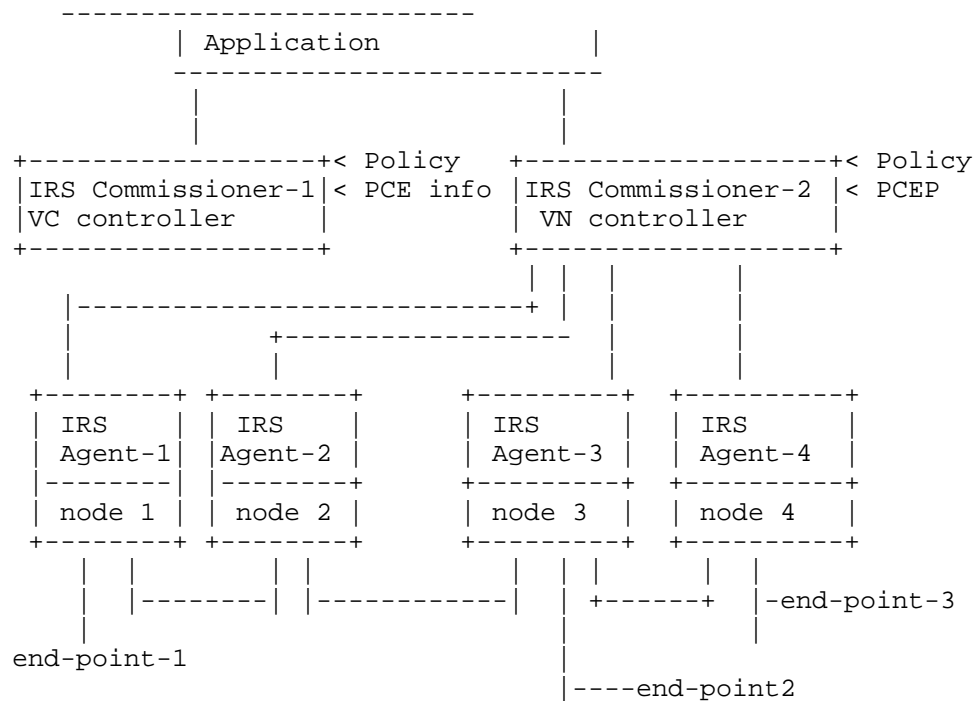 Application
< Policy < Policy
IRS Commissioner-1 < PCE info IRS Commissioner-2 < PCEP
VC controller VN controller
IRS IRS IRS IRS
Agent-1 Agent-2 Agent-3 Agent-4
node 1 node 2 node 3 node 4
end-point-3
end-point-1
end-point2